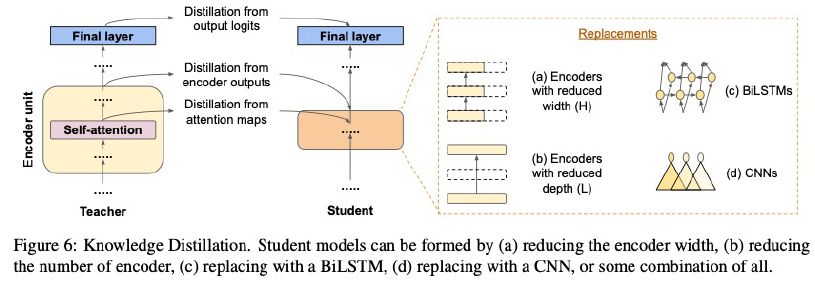 Distillation from
output logits
Final layer
Final layer
Distillation from
encoder outputs
Distillation from
attention maps
Encoder unit
Self-attention
Teacher
Student
Replacements
(a) Encoders
with reduced
width (H)
(c) BiLSTMs
(b) Encoders
with reduced
depth (L)
(d) CNNs
Figure 6: Knowledge Distillation. Student models can be formed by (a) reducing the encoder width, (b) reducing
the number of encoder, (c) replacing with a BiLSTM, (d) replacing with a CNN, or some combination of all.